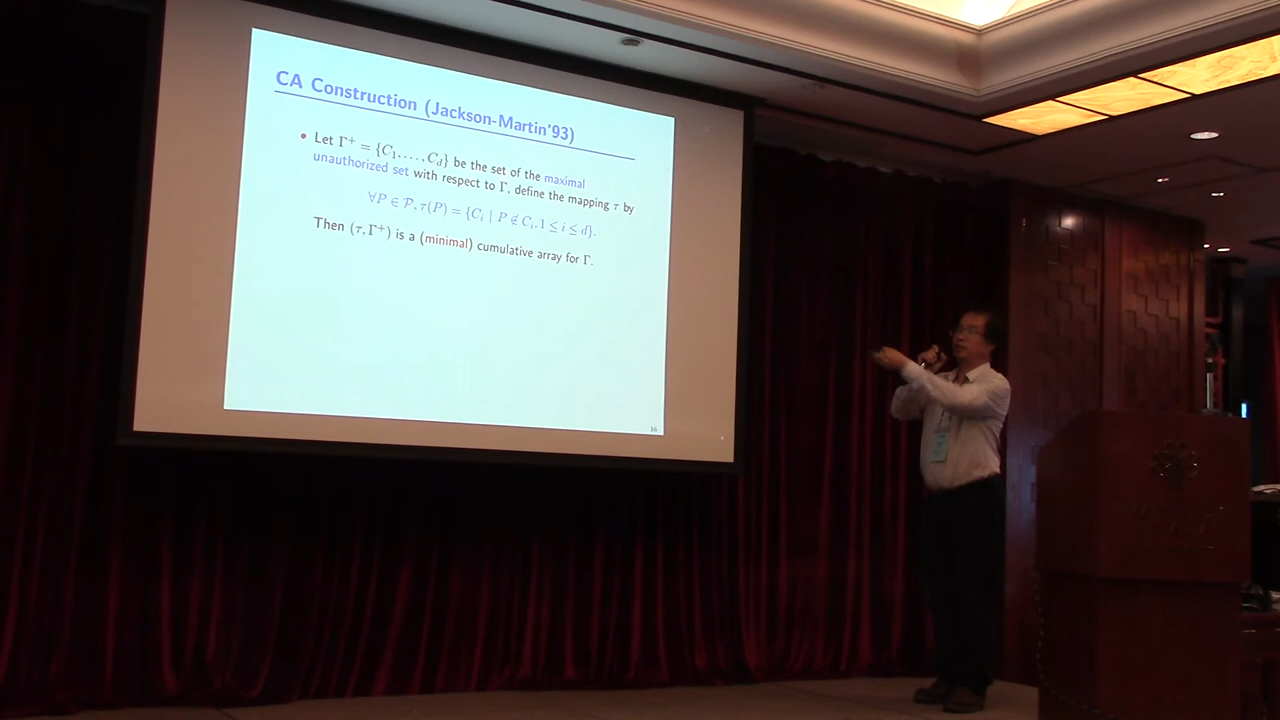 CA Construction (Jackson-Martin'93)
• Let Γ⁺ = {C₁, . . . , C_d} be the set of the maximal
unauthorized set with respect to Γ, define the mapping τ by
∀P ∈ 𝒫, τ(P) = {C_i | P ∉ C_i, 1 ≤ i ≤ d}.
Then (τ, Γ⁺) is a (minimal) cumulative array for Γ.
16